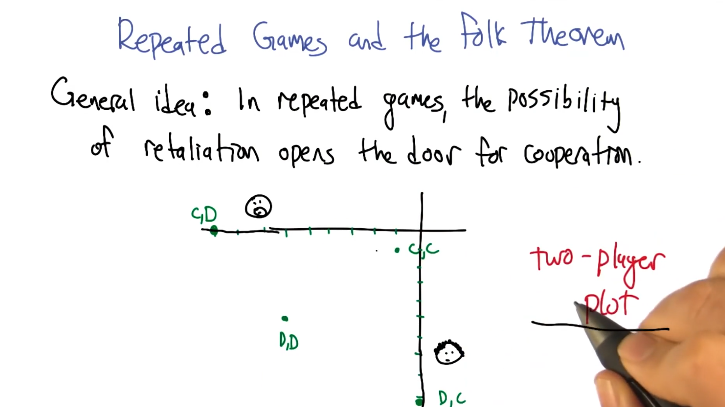 Repeated Games and the Folk Theorem
General idea: In repeated games, the possibility
of retaliation opens the door for cooperation.
C,D
C,C
two-player
plot
D,D
D,C